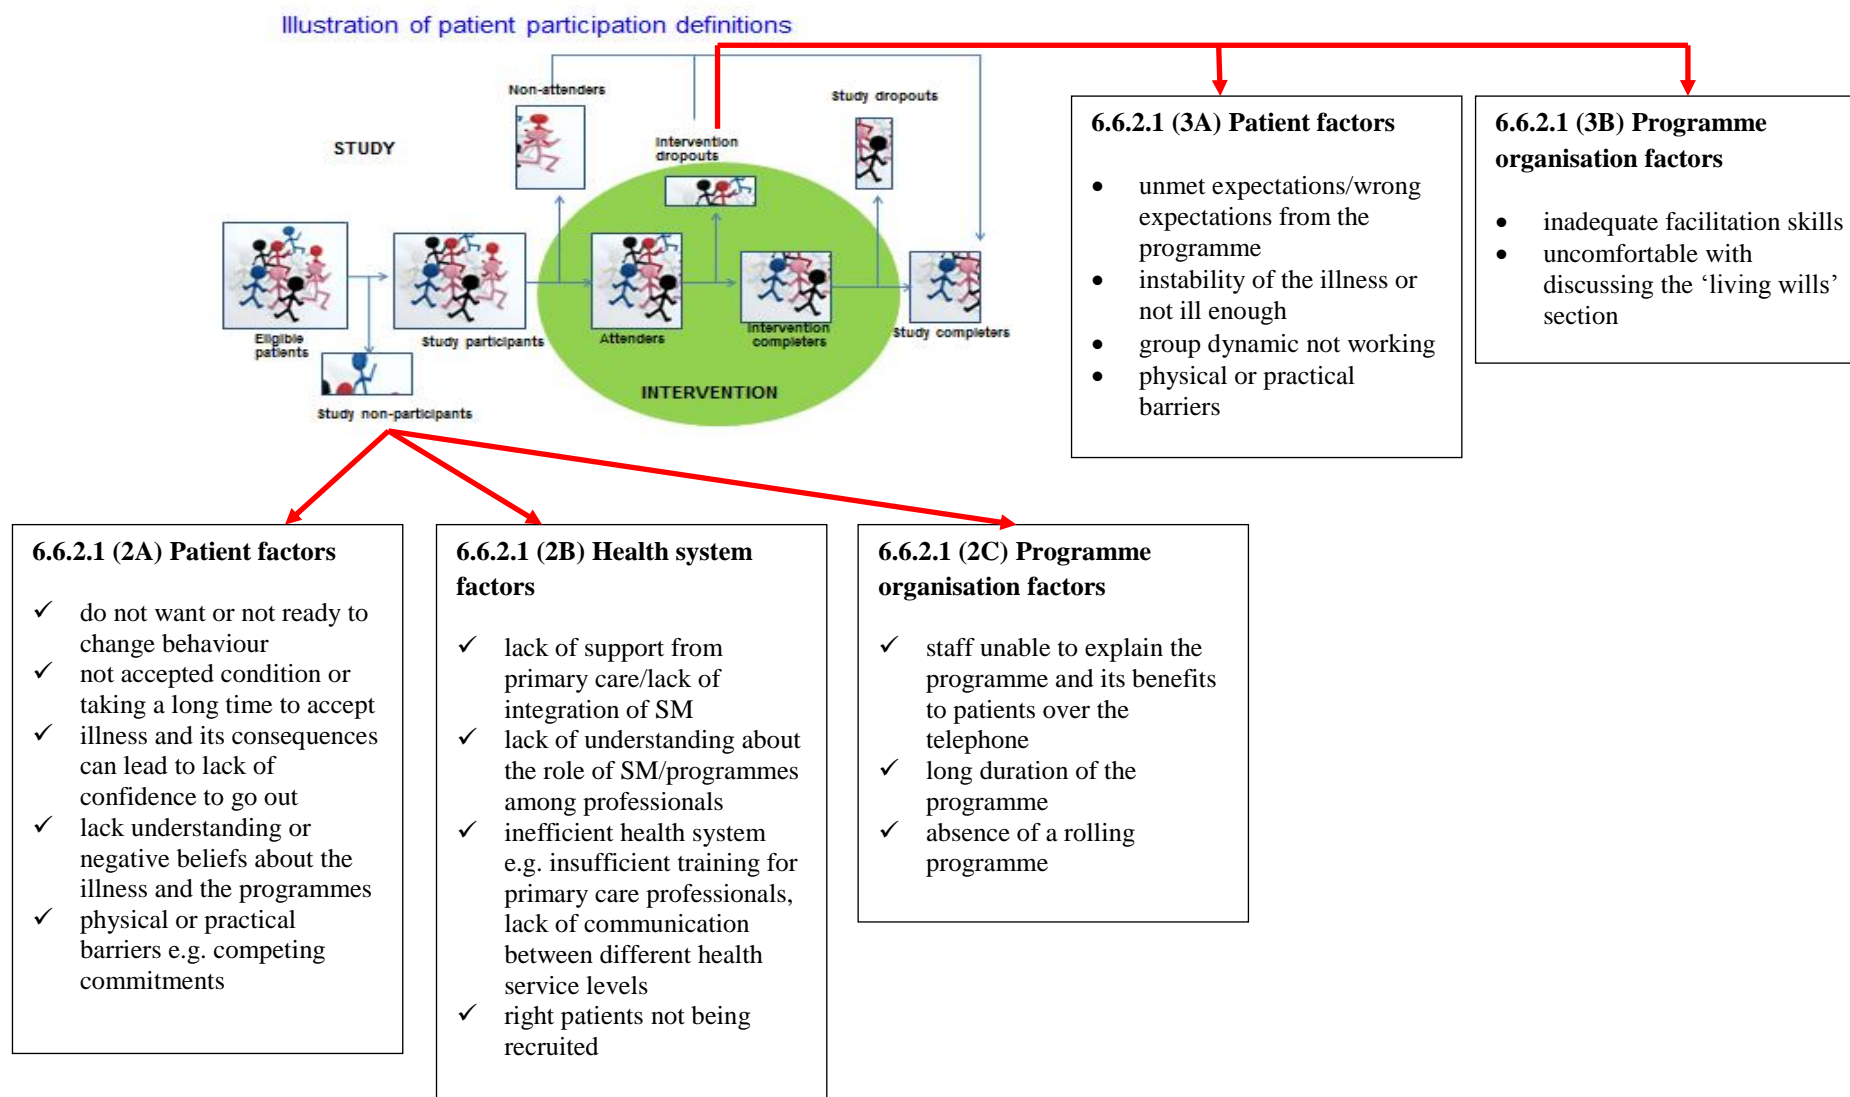 Illustration of patient participation definitions
Non-attenders
Study dropouts
STUDY
Intervention
dropouts
Eligible
patients
Study participants
Attenders
Intervention
completers
Study completers
INTERVENTION
Study non-participants
6.6.2.1 (3A) Patient factors
• unmet expectations/wrong
expectations from the
programme
• instability of the illness or
not ill enough
• group dynamic not working
• physical or practical
barriers
6.6.2.1 (3B) Programme
organisation factors
• inadequate facilitation skills
• uncomfortable with
discussing the ‘living wills’
section
6.6.2.1 (2A) Patient factors
✓ do not want or not ready to
change behaviour
✓ not accepted condition or
taking a long time to accept
✓ illness and its consequences
can lead to lack of
confidence to go out
✓ lack understanding or
negative beliefs about the
illness and the programmes
✓ physical or practical
barriers e.g. competing
commitments
6.6.2.1 (2B) Health system
factors
✓ lack of support from
primary care/lack of
integration of SM
✓ lack of understanding about
the role of SM/programmes
among professionals
✓ inefficient health system
e.g. insufficient training for
primary care professionals,
lack of communication
between different health
service levels
✓ right patients not being
recruited
6.6.2.1 (2C) Programme
organisation factors
✓ staff unable to explain the
programme and its benefits
to patients over the
telephone
✓ long duration of the
programme
✓ absence of a rolling
programme